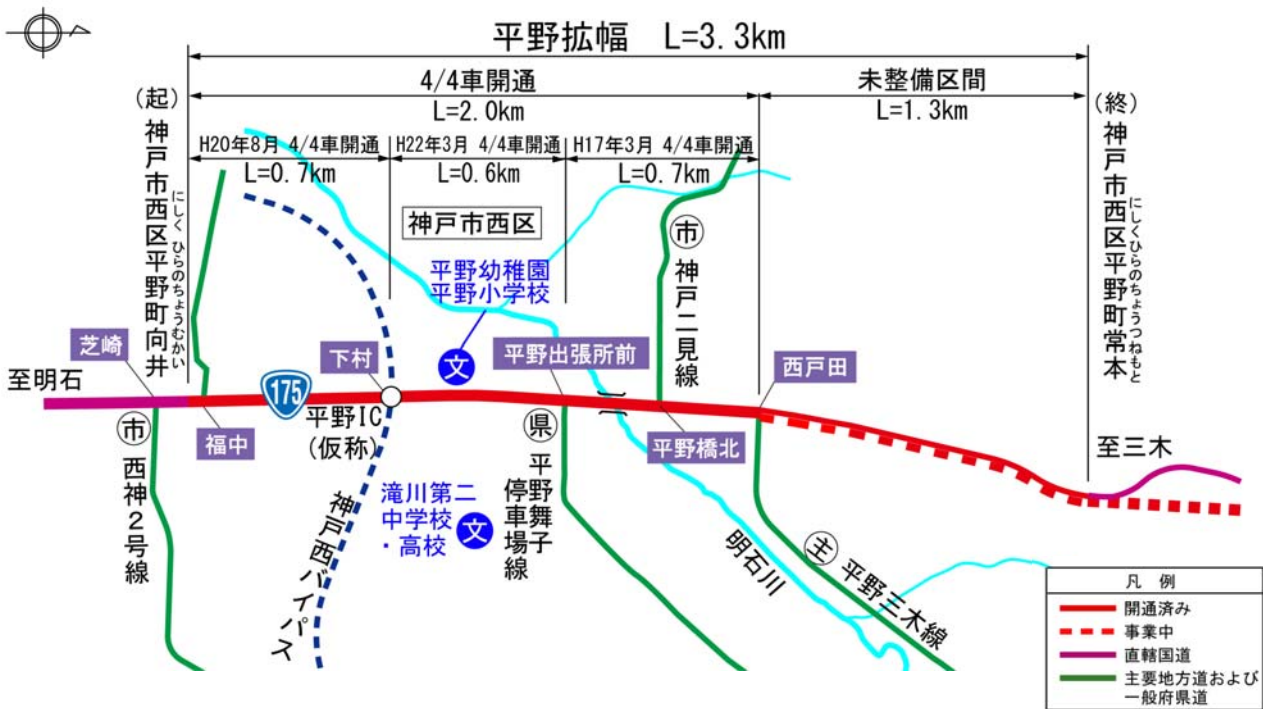 平野拡幅 L=3.3km
4/4車開通
L=2.0km
未整備区間
L=1.3km
H20年8月 4/4車開通
L=0.7km
H22年3月 4/4車開通
L=0.6km
H17年3月 4/4車開通
L=0.7km
(起)
神戸市西区平野町向井
にしく ひらのちょうむかい
(終)
神戸市西区平野町常本
にしくひらのちょうつねもと
神戸市西区
平野幼稚園
平野小学校
文
市
神戸二見線
芝崎
下村
平野出張所前
西戸田
至明石
175
福中
平野IC
(仮称)
平野橋北
至三木
市
西神2号線
神戸西バイパス
滝川第二
中学校
・高校
文
県
平野舞子
停車場線
明石川
主
平野三木線
凡 例
開通済み
事業中
直轄国道
主要地方道および
一般府県道